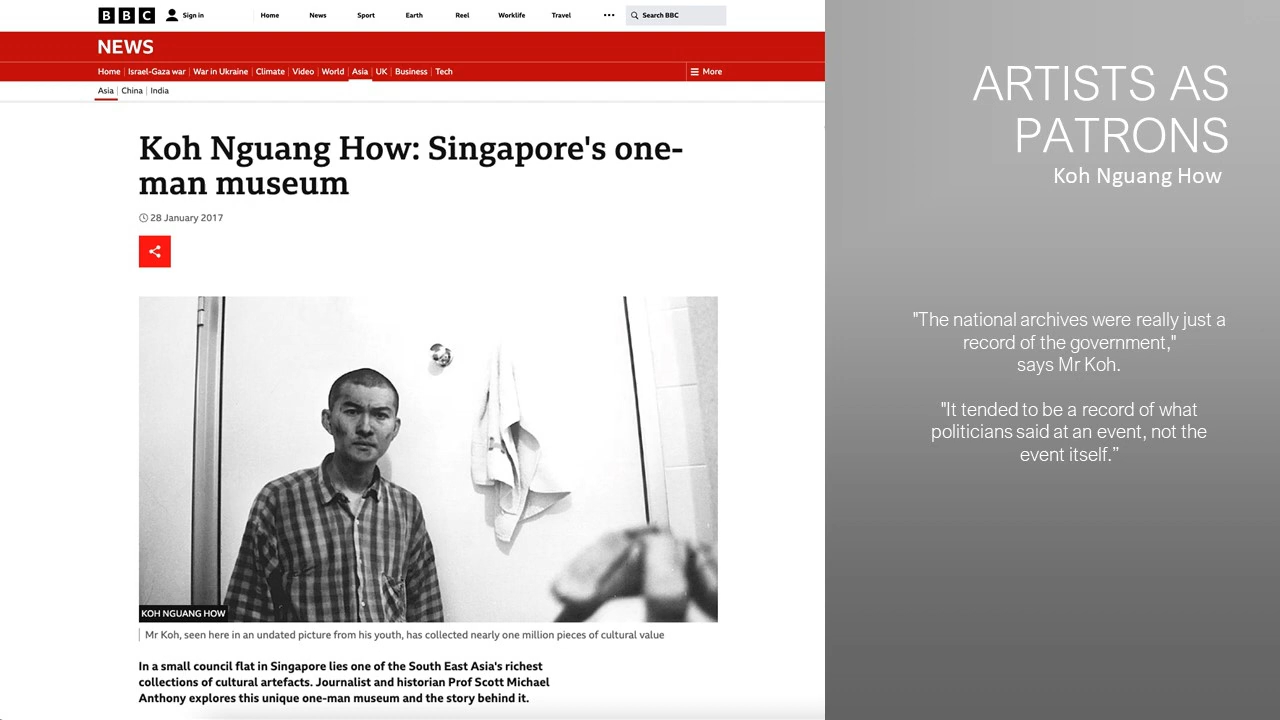 BBC Sign in Home News Sport Earth Reel Worklife Travel ••• Search BBC
NEWS
Home Israel-Gaza war War in Ukraine Climate Video World Asia UK Business Tech More
Asia China India
Koh Nguang How: Singapore's one-
man museum
28 January 2017
KOH NGUANG HOW
Mr Koh, seen here in an undated picture from his youth, has collected nearly one million pieces of cultural value
In a small council flat in Singapore lies one of the South East Asia's richest
collections of cultural artefacts. Journalist and historian Prof Scott Michael
Anthony explores this unique one-man museum and the story behind it.
ARTISTS AS
PATRONS
Koh Nguang How
"The national archives were really just a
record of the government,"
says Mr Koh.
"It tended to be a record of what
politicians said at an event, not the
event itself.”